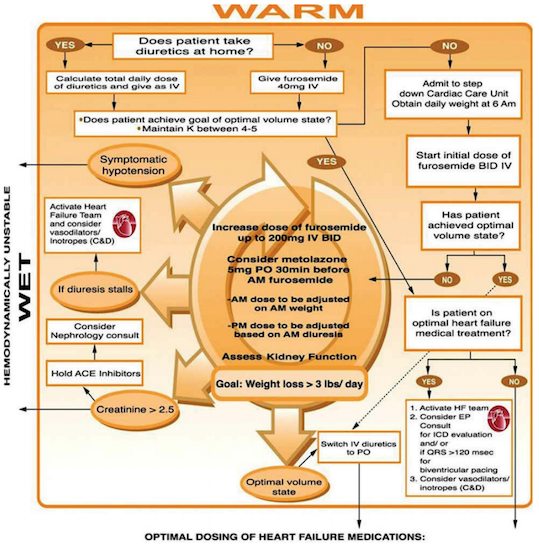 WARM
YES
Does patient take
diuretics at home?
NO
NO
Calculate total daily dose
of diuretics and give as IV
Give furosemide
40mg IV
Admit to step
down Cardiac Care Unit
Obtain daily weight at 6 Am
•Does patient achieve goal of optimal volume state?
•Maintain K between 4-5
YES
Symptomatic
hypotension
Start initial dose of
furosemide BID IV
Activate Heart
Failure Team
and consider
vasodilators/
Inotropes (C&D)
Increase dose of furosemide
up to 200mg IV BID
Consider metolazone
5mg PO 30min before
AM furosemide
-AM dose to be adjusted
on AM weight
-PM dose to be adjusted
based on AM diuresis
Assess Kidney Function
Goal: Weight loss > 3 lbs/ day
Has patient
achieved optimal
volume state?
NO
YES
HEMODYNAMICALLY UNSTABLE
WET
If diuresis stalls
Consider
Nephrology consult
Hold ACE Inhibitors
Creatinine > 2.5
Is patient on
optimal heart failure
medical treatment?
YES
NO
1. Activate HF team
2. Consider EP
Consult
for ICD evaluation
and/ or
if QRS >120 msec
for
biventricular pacing
3. Consider vasodilators/
inotropes (C&D)
Switch IV diuretics
to PO
Optimal volume
state
OPTIMAL DOSING OF HEART FAILURE MEDICATIONS: